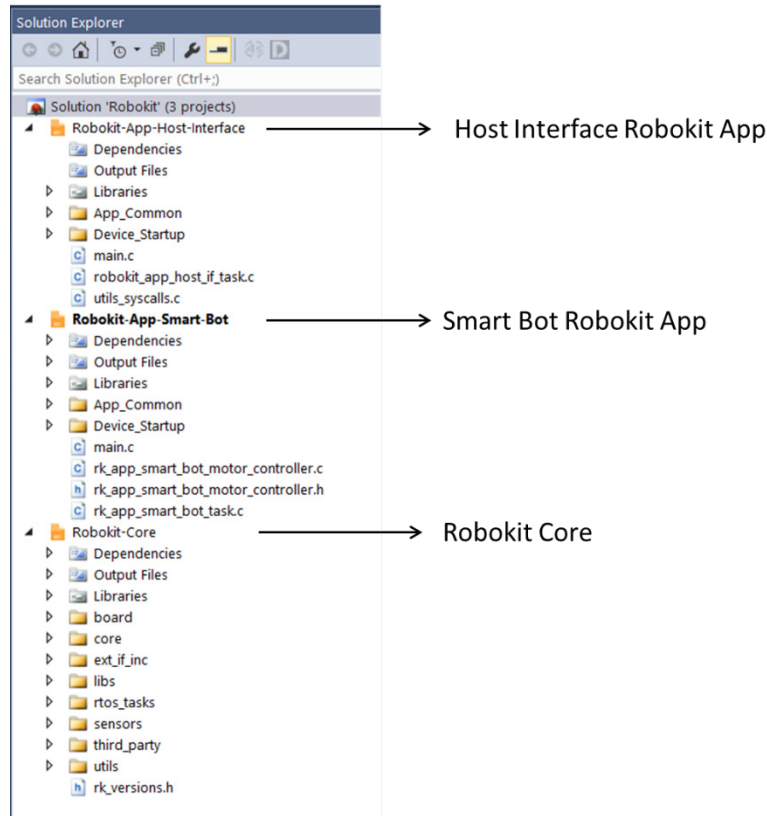 Solution Explorer
Search Solution Explorer (Ctrl+;)
Solution 'Robokit' (3 projects)
Robokit-App-Host-Interface
Host Interface Robokit App
Dependencies
Output Files
Libraries
App_Common
Device_Startup
main.c
robokit_app_host_if_task.c
utils_syscalls.c
Robokit-App-Smart-Bot
Smart Bot Robokit App
Dependencies
Output Files
Libraries
App_Common
Device_Startup
main.c
rk_app_smart_bot_motor_controller.c
rk_app_smart_bot_motor_controller.h
rk_app_smart_bot_task.c
Robokit-Core
Robokit Core
Dependencies
Output Files
Libraries
board
core
ext_if_inc
libs
rtos_tasks
sensors
third_party
utils
rk_versions.h